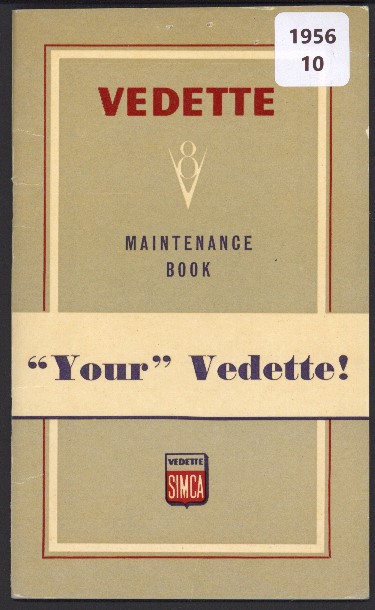 1956
10
VEDETTE
V8
MAINTENANCE
BOOK
“Your” Vedette!
VEDETTE
SIMCA